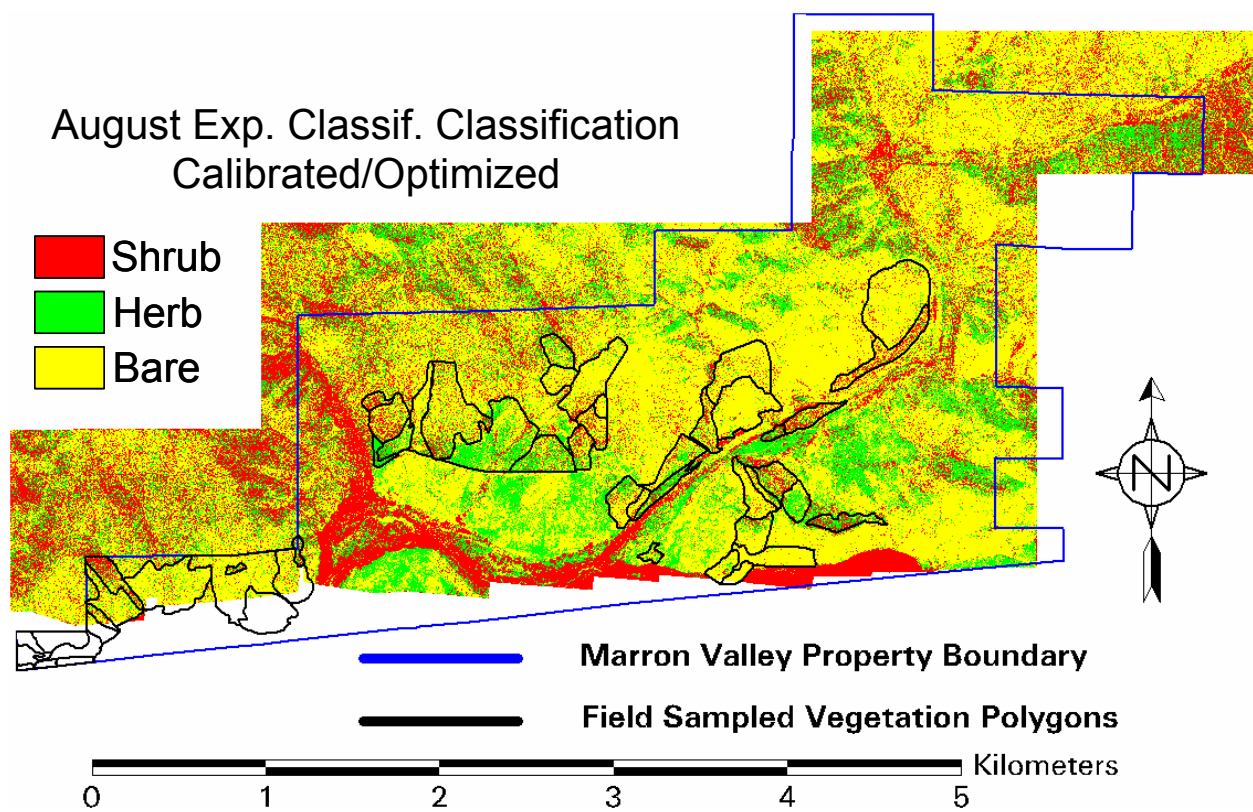 August Exp. Classif. Classification
Calibrated/Optimized
Shrub
Herb
Bare
N
Marron Valley Property Boundary
Field Sampled Vegetation Polygons
Kilometers
0 1 2 3 4 5